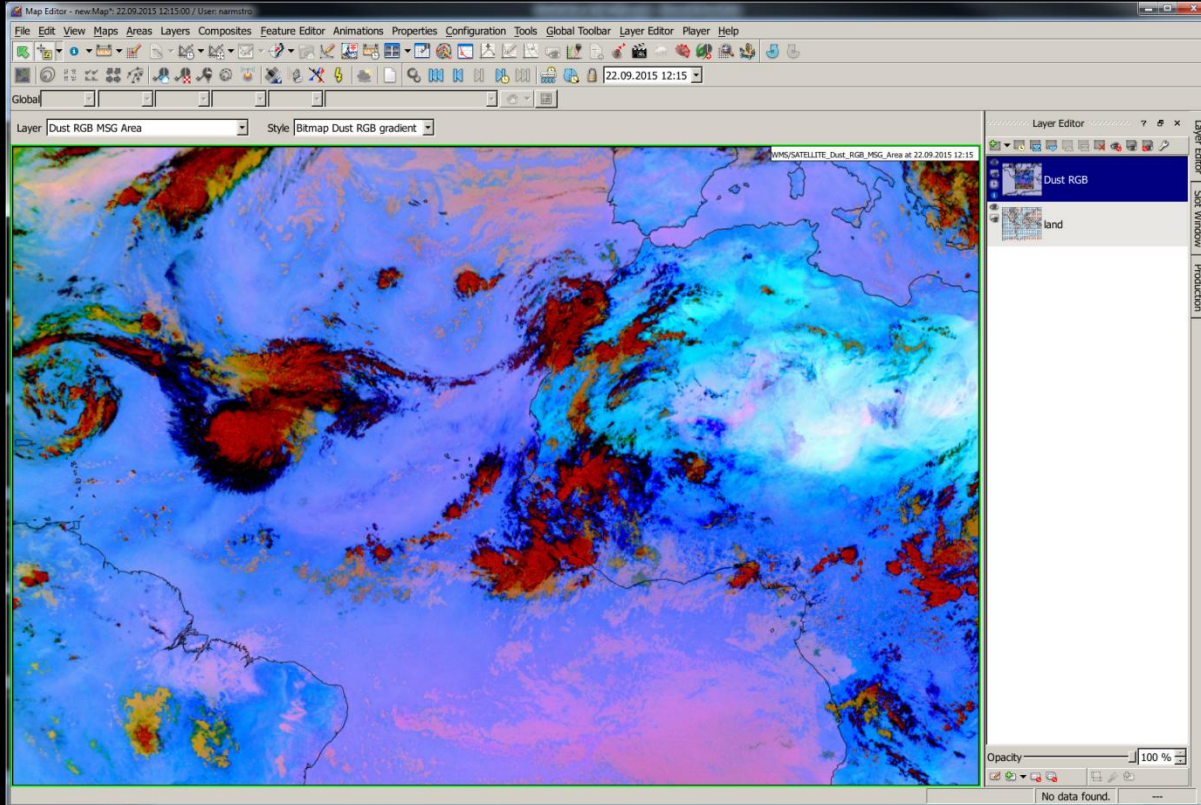 Map Editor - new:Map*: 22.09.2015 12:15:00 / User: narmstro
File Edit View Maps Areas Layers Composites Feature Editor Animations Properties Configuration Tools Global Toolbar Layer Editor Player Help
22.09.2015 12:15
Global
Layer Dust RGB MSG Area Style Bitmap Dust RGB gradient
WMS/SATELLITE_Dust_RGB_MSG_Area at 22.09.2015 12:15
Layer Editor
Dust RGB
land
Layer Editor
Slot Window
Production
Opacity 100 %
No data found. ---